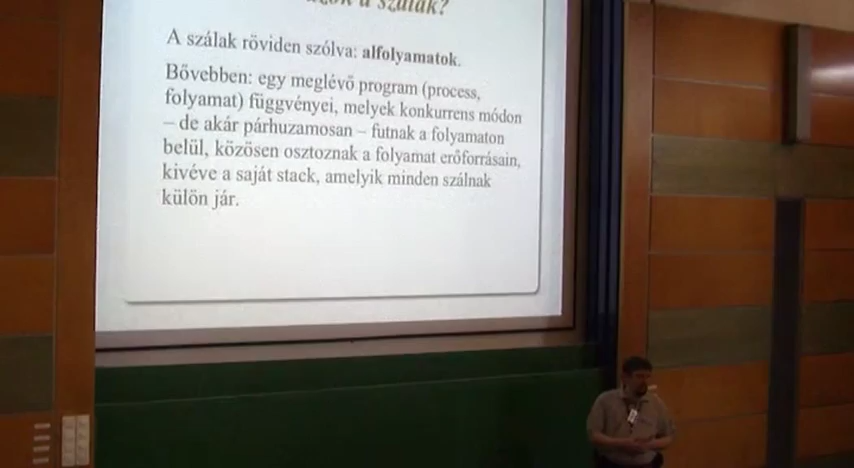 a szálak?
A szálak röviden szólva: alfolyamatok.
Bővebben: egy meglévő program (process,
folyamat) függvényei, melyek konkurrens módon
– de akár párhuzamosan – futnak a folyamaton
belül, közösen osztoznak a folyamat erőforrásain,
kivéve a saját stack, amelyik minden szálnak
külön jár.